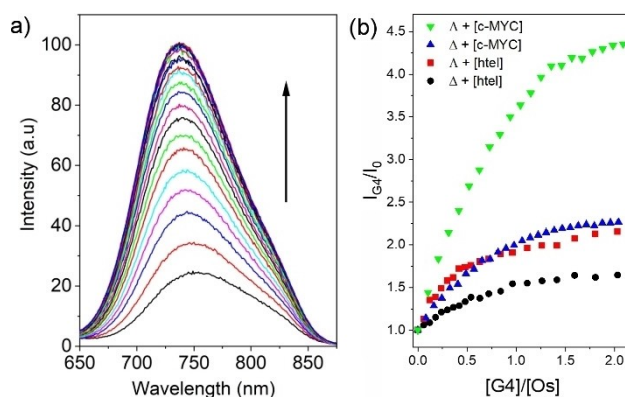 a)
Intensity (a.u)
100
80
60
40
20
0
650
700
750
800
850
Wavelength (nm)
(b)
Λ + [c-MYC]
Λ + [c-MYC]
Λ + [htel]
Δ + [htel]
I_G4/I_0
4.5
4.0
3.5
3.0
2.5
2.0
1.5
1.0
0.0
0.5
1.0
1.5
2.0
[G4]/[Os]